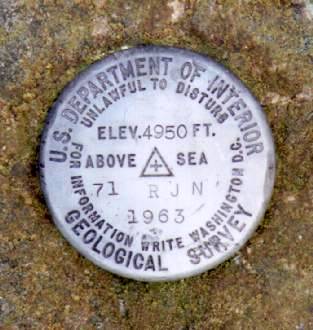 U.S. DEPARTMENT OF INTERIOR
UNLAWFUL TO DISTURB
ELEV. 4950 FT.
ABOVE SEA
71 RJN
1963
FOR INFORMATION WRITE WASHINGTON D.C.
GEOLOGICAL SURVEY